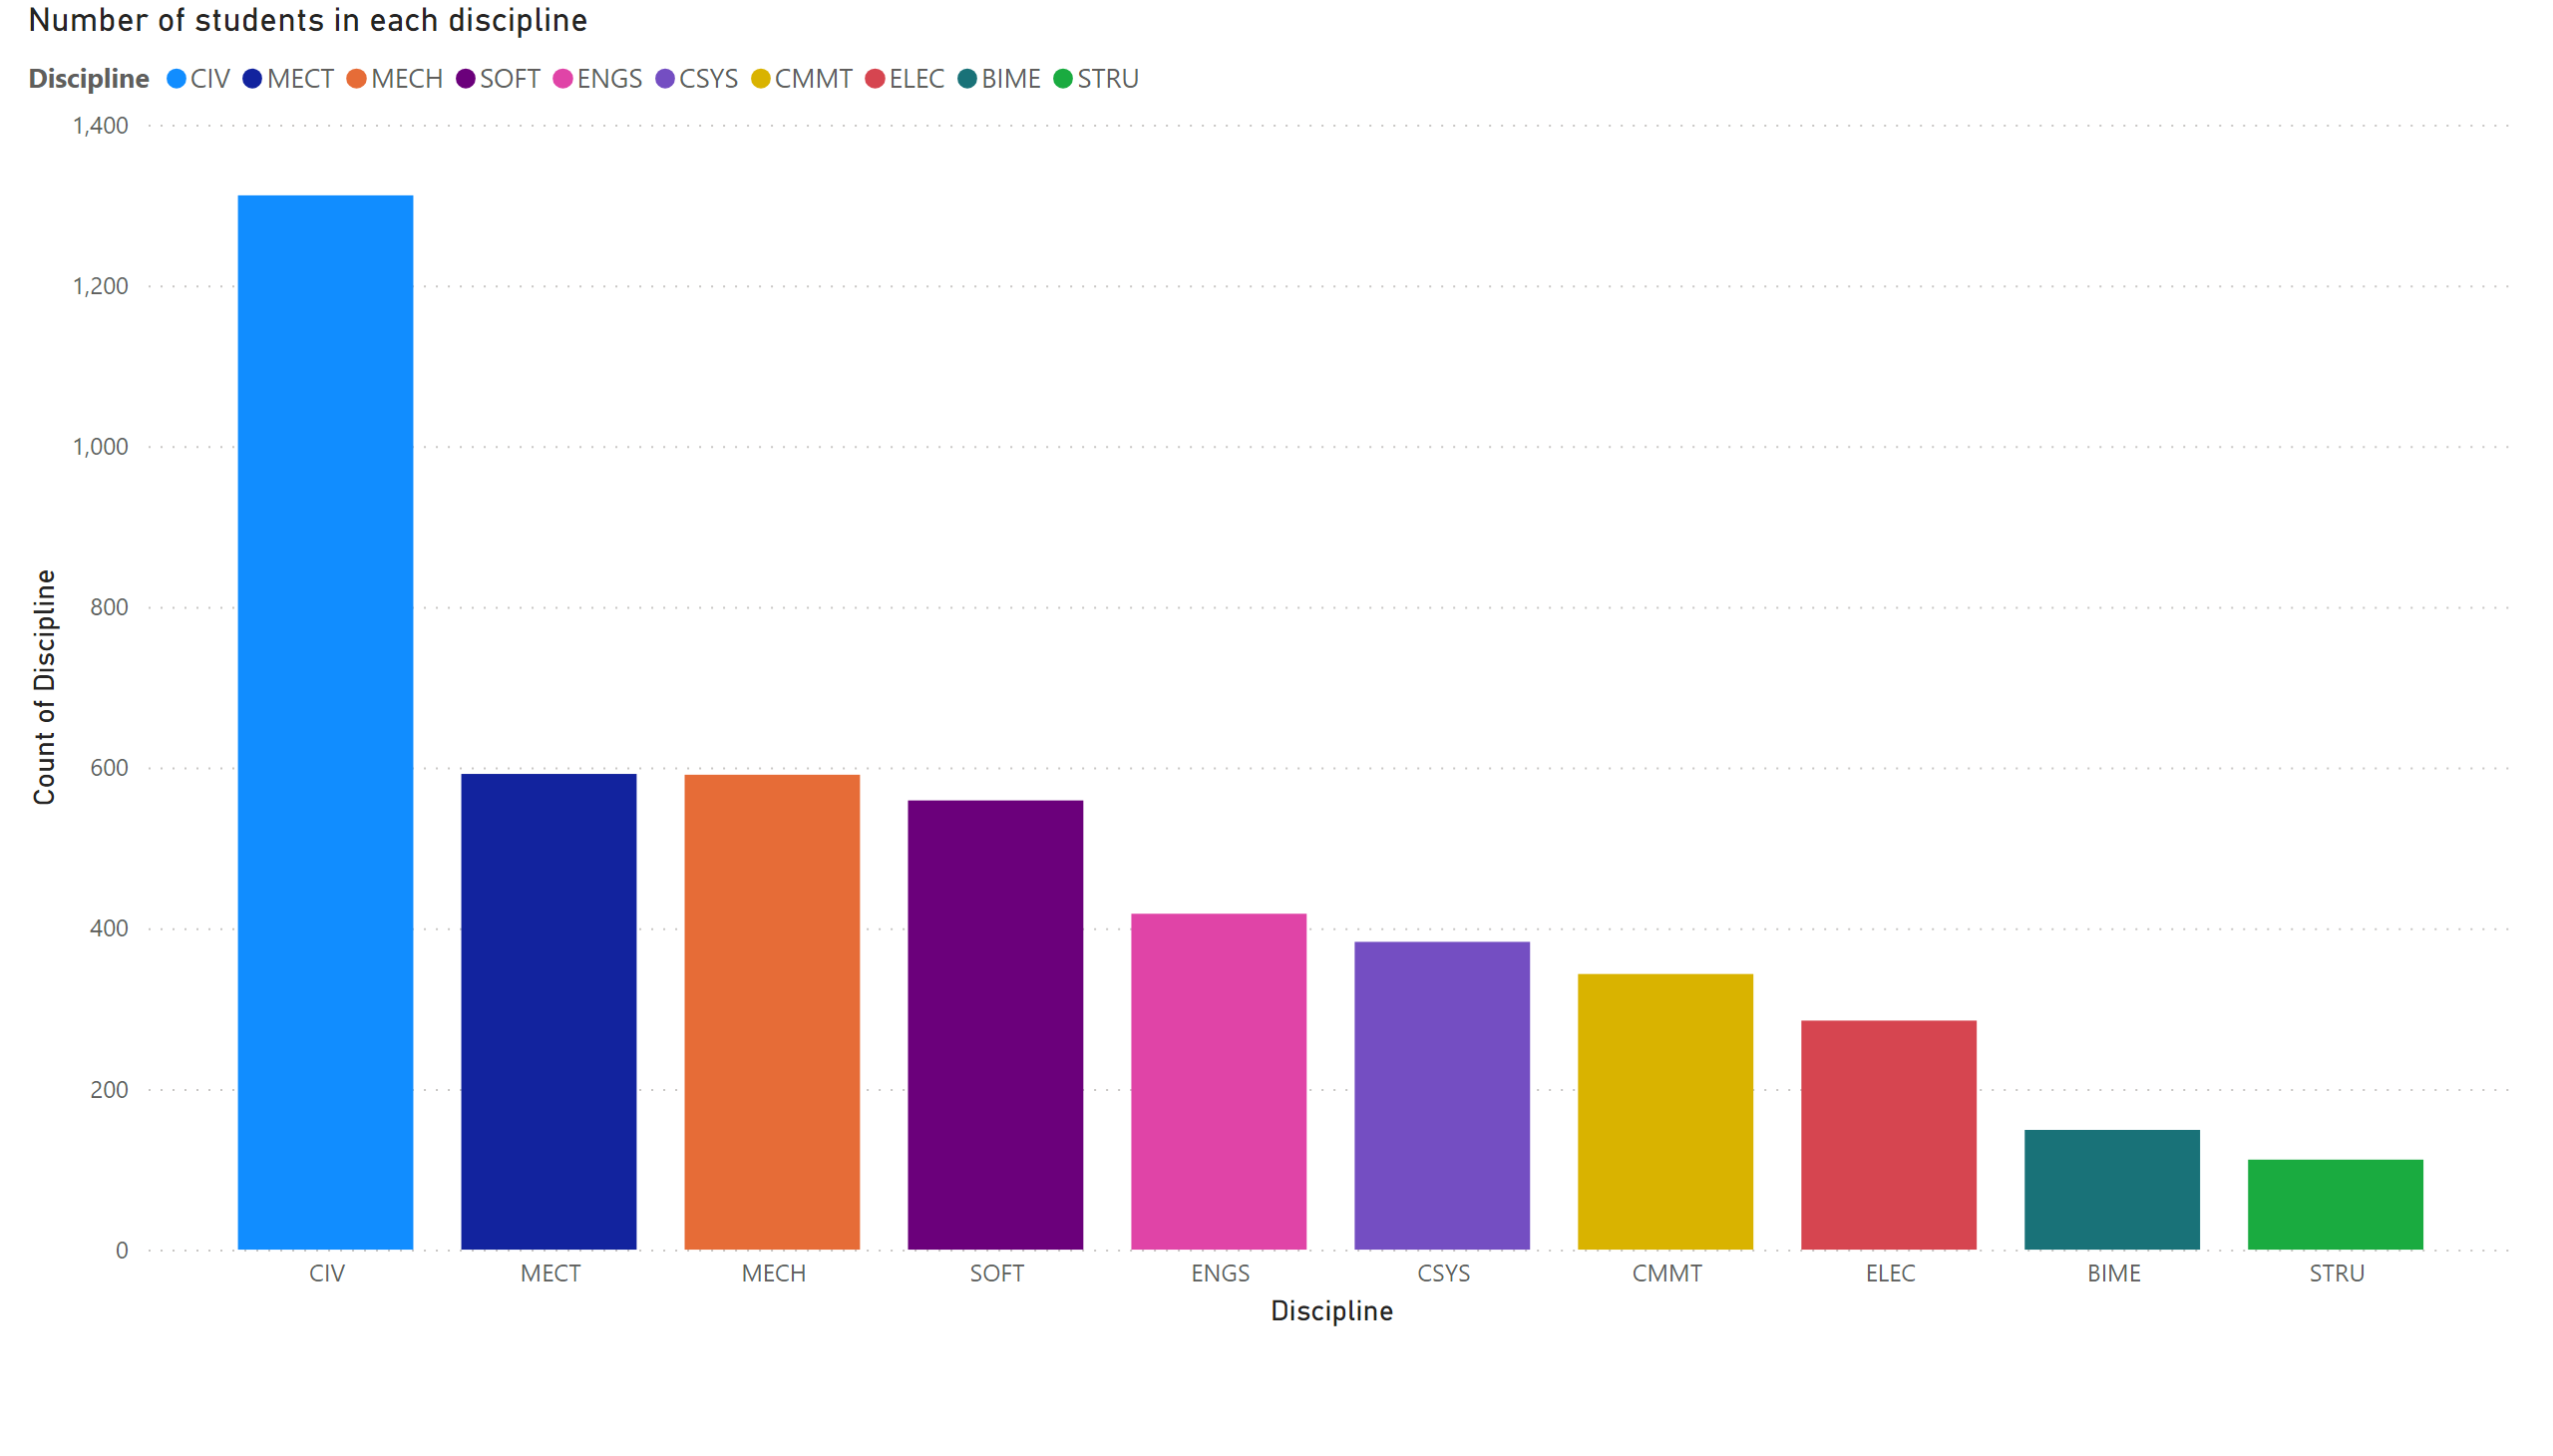 Number of students in each discipline
Discipline CIV MECT MECH SOFT ENGS CSYS CMMT ELEC BIME STRU
1,400
1,200
1,000
800
600
400
200
0
Count of Discipline
CIV MECT MECH SOFT ENGS CSYS CMMT ELEC BIME STRU
Discipline